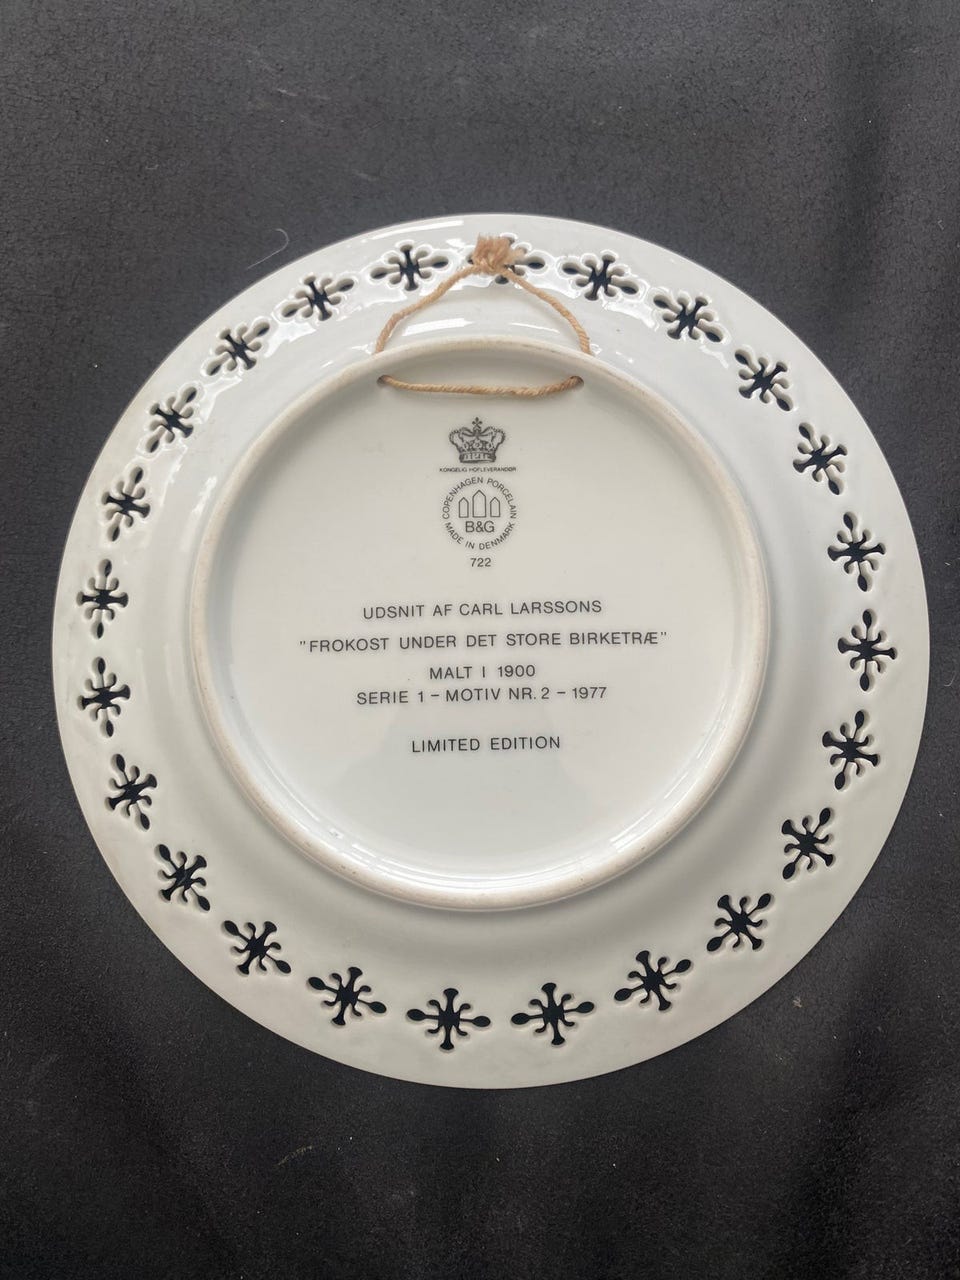 KONGELIG HOFLEVERANDØR
COPENHAGEN PORCELAIN
B&G
MADE IN DENMARK
722
UDSNIT AF CARL LARSSONS
"FROKOST UNDER DET STORE BIRKETRÆ"
MALT I 1900
SERIE 1 – MOTIV NR. 2 – 1977
LIMITED EDITION